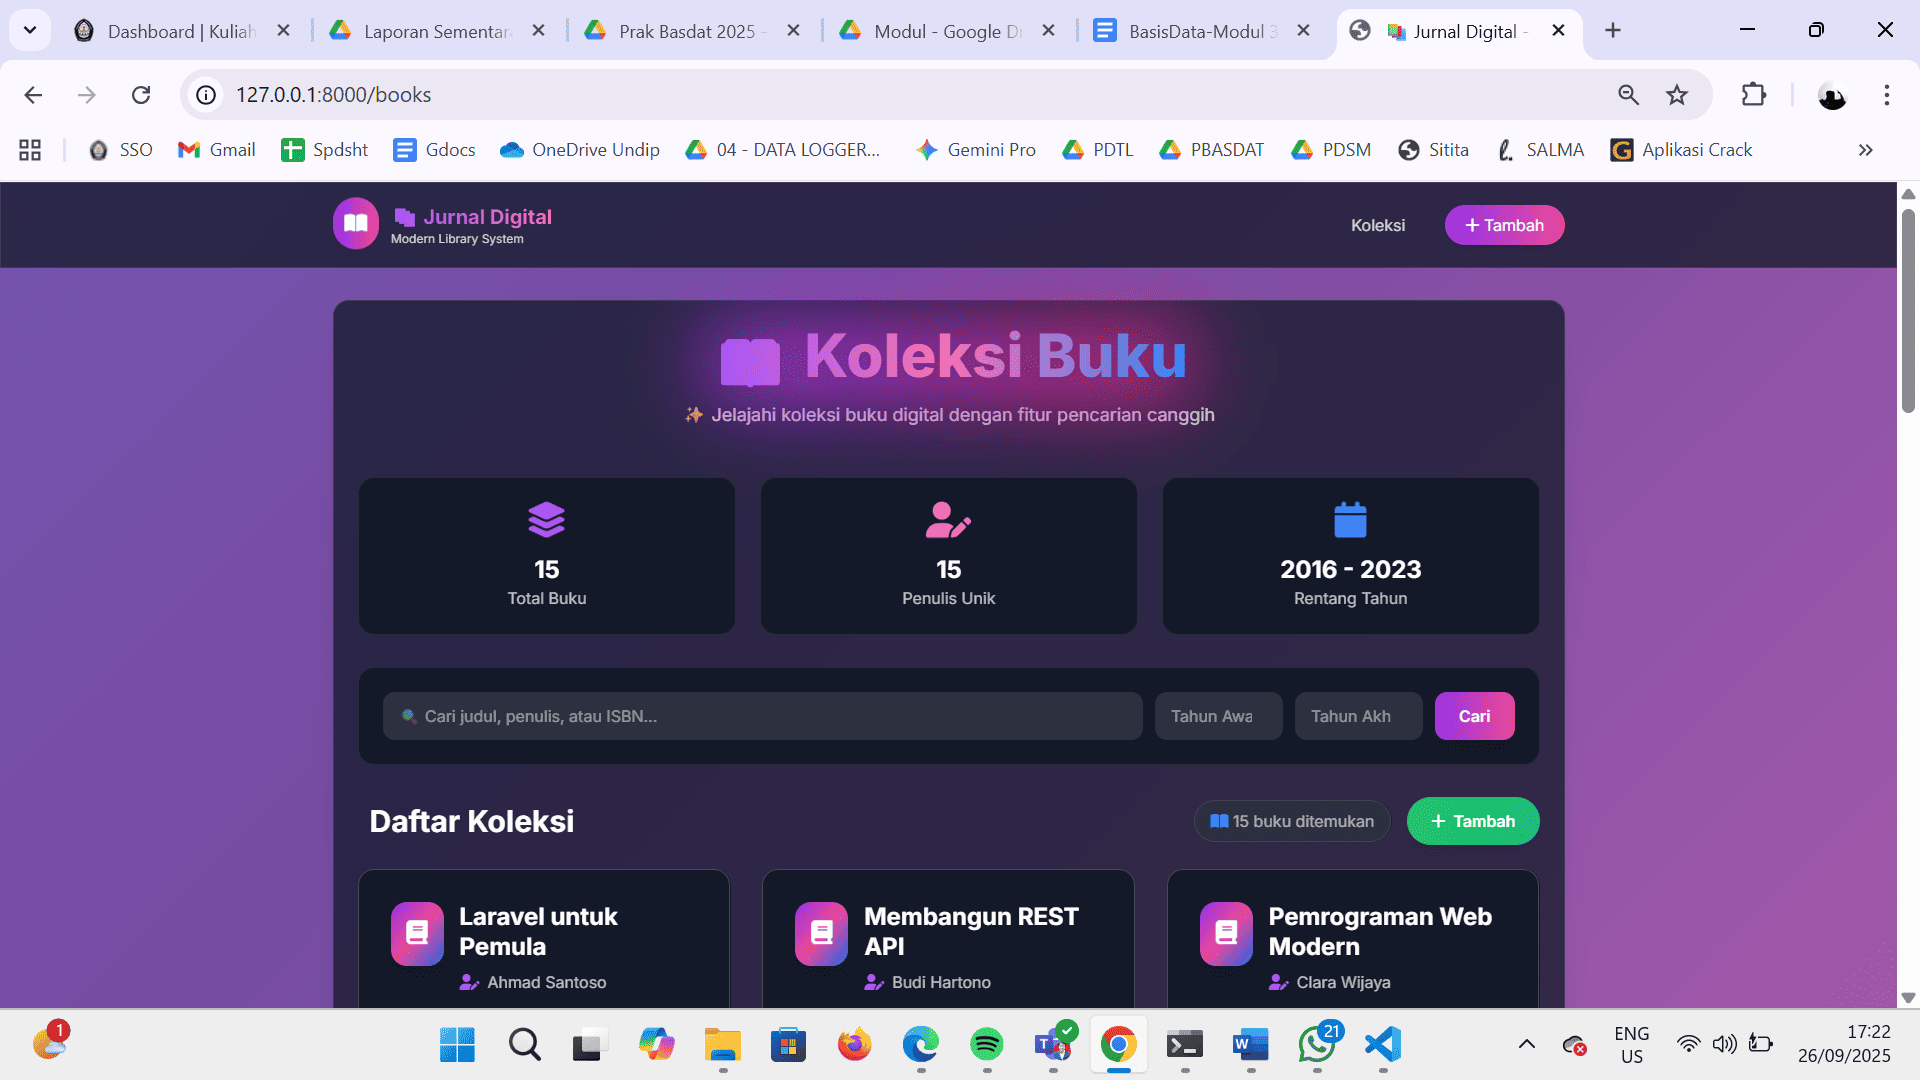 Dashboard | Kuliah
Laporan Sementara
Prak Basdat 2025 -
Modul - Google Dr
BasisData-Modul 3
Jurnal Digital -
127.0.0.1:8000/books
SSO
Gmail
Spdsht
Gdocs
OneDrive Undip
04 - DATA LOGGER...
Gemini Pro
PDTL
PBASDAT
PDSM
Sitita
SALMA
Aplikasi Crack
Jurnal Digital
Modern Library System
Koleksi
+ Tambah
Koleksi Buku
✨ Jelajahi koleksi buku digital dengan fitur pencarian canggih
15
Total Buku
15
Penulis Unik
2016 - 2023
Rentang Tahun
Cari judul, penulis, atau ISBN...
Tahun Awa
Tahun Akh
Cari
Daftar Koleksi
15 buku ditemukan
+ Tambah
Laravel untuk
Pemula
Ahmad Santoso
Membangun REST
API
Budi Hartono
Pemrograman Web
Modern
Clara Wijaya
1
21
ENG
US
17:22
26/09/2025